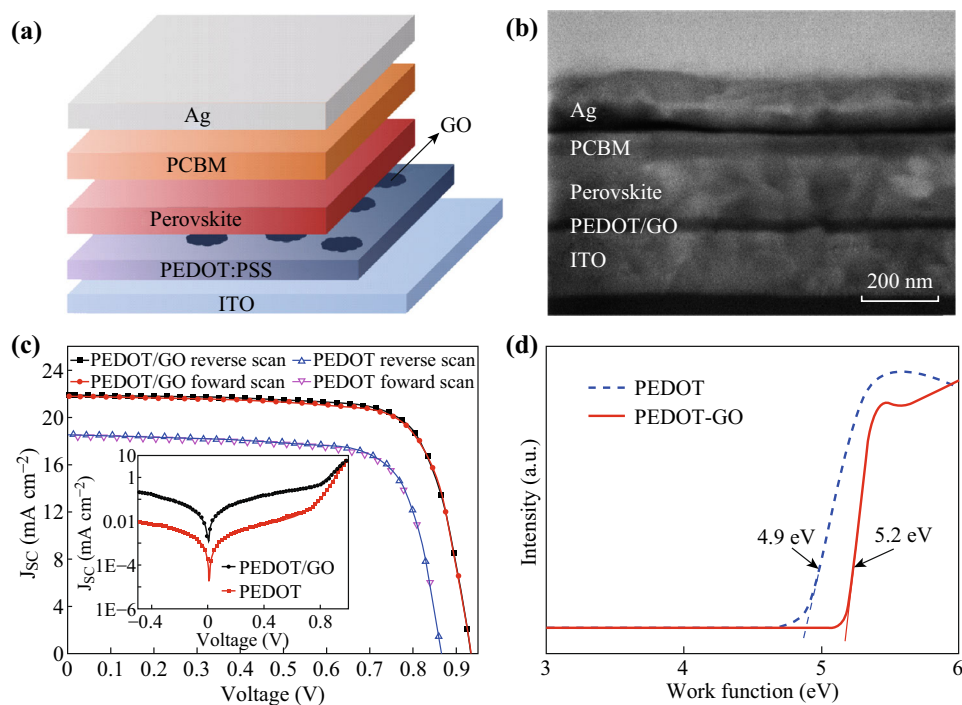 (a)
GO
Ag
PCBM
Perovskite
PEDOT:PSS
ITO
(b)
Ag
PCBM
Perovskite
PEDOT/GO
ITO
200 nm
(c)
PEDOT/GO reverse scan
PEDOT reverse scan
PEDOT/GO foward scan
PEDOT foward scan
J_SC (mA cm−2)
24
20
16
12
8
4
0
0 0.1 0.2 0.3 0.4 0.5 0.6 0.7 0.8 0.9
Voltage (V)
J_SC (mA cm−2)
10
1
0.01
1E−4
1E−6
PEDOT/GO
PEDOT
−0.4 0 0.4 0.8
Voltage (V)
(d)
PEDOT
PEDOT-GO
Intensity (a.u.)
4.9 eV
5.2 eV
3 4 5 6
Work function (eV)